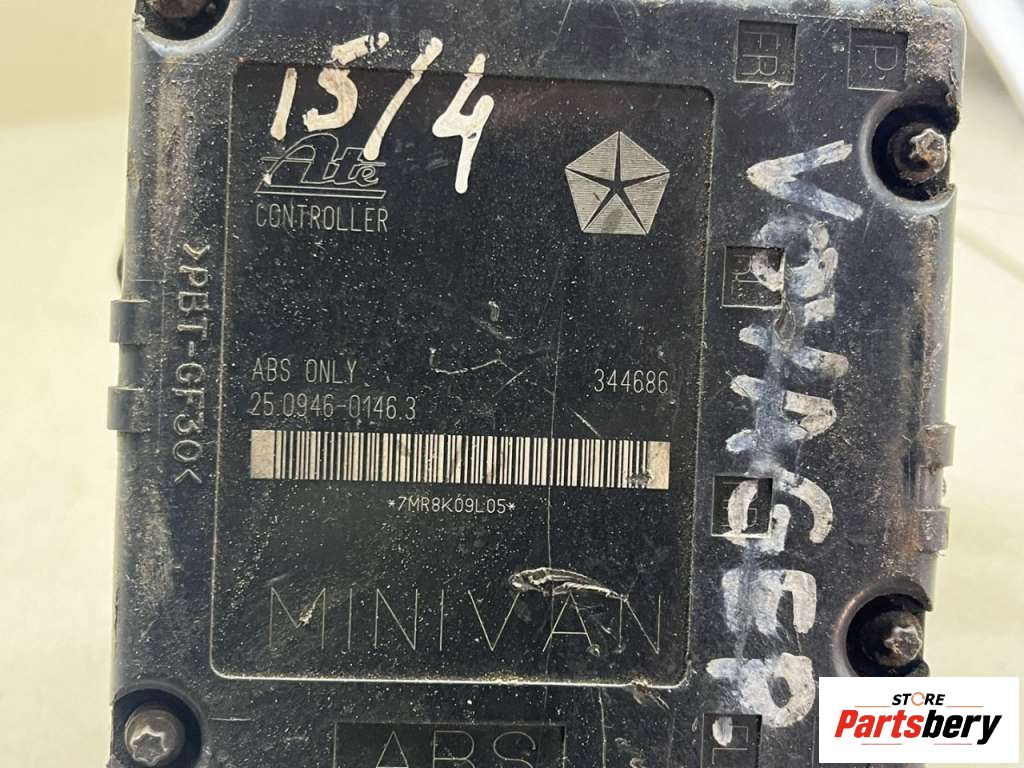 15/4
Ate
CONTROLLER
ABS ONLY
25.0946-0146.3
344686
*7MR8K09L05*
MINIVAN
ABS
>PBT-GF30<
FR
P
VOYAGER
STORE
Partsbery